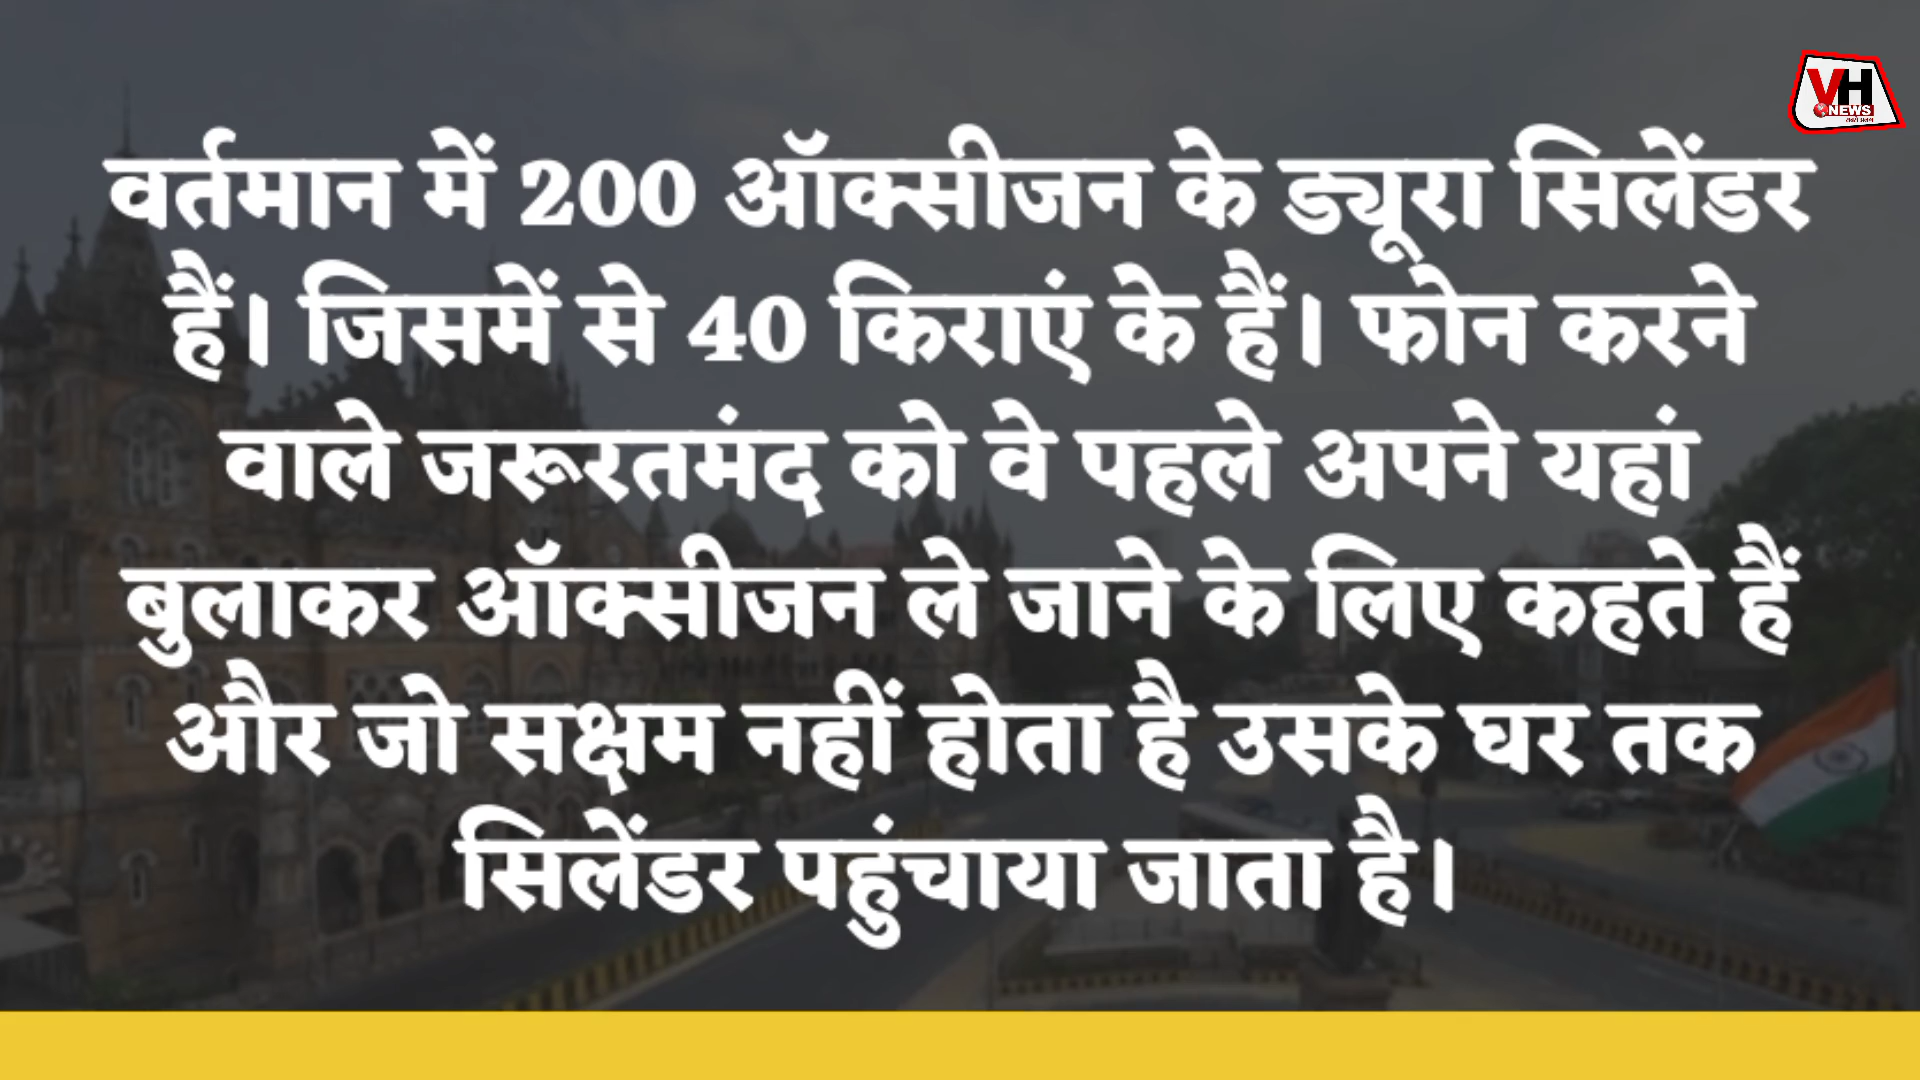 VH
NEWS
वर्तमान में 200 ऑक्सीजन के ड्यूरा सिलेंडर
हैं। जिसमें से 40 किराएं के हैं। फोन करने
वाले जरूरतमंद को वे पहले अपने यहां
बुलाकर ऑक्सीजन ले जाने के लिए कहते हैं
और जो सक्षम नहीं होता है उसके घर तक
सिलेंडर पहुंचाया जाता है।